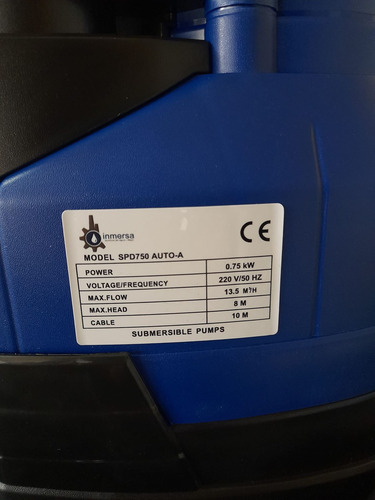 inmersa
CE
MODEL SPD750 AUTO-A
POWER 0.75 kW
VOLTAGE/FREQUENCY 220 V/50 HZ
MAX.FLOW 13.5 M³/H
MAX.HEAD 8 M
CABLE 10 M
SUBMERSIBLE PUMPS